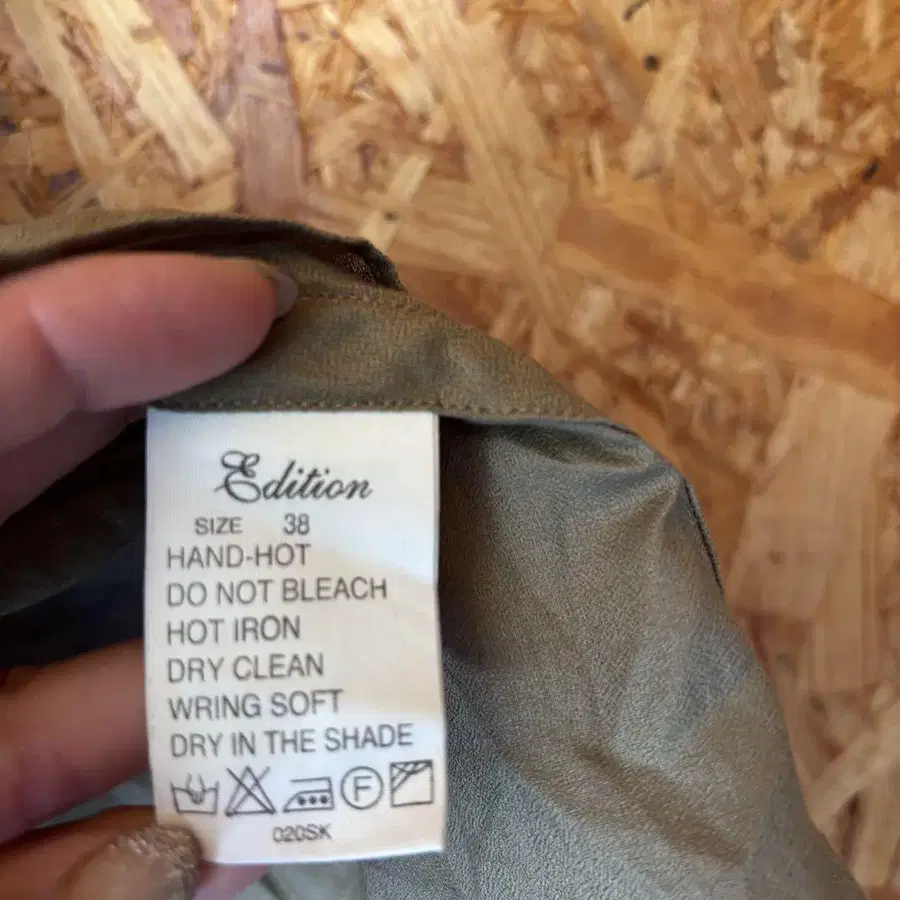 Edition
SIZE 38
HAND-HOT
DO NOT BLEACH
HOT IRON
DRY CLEAN
WRING SOFT
DRY IN THE SHADE
F
020SK